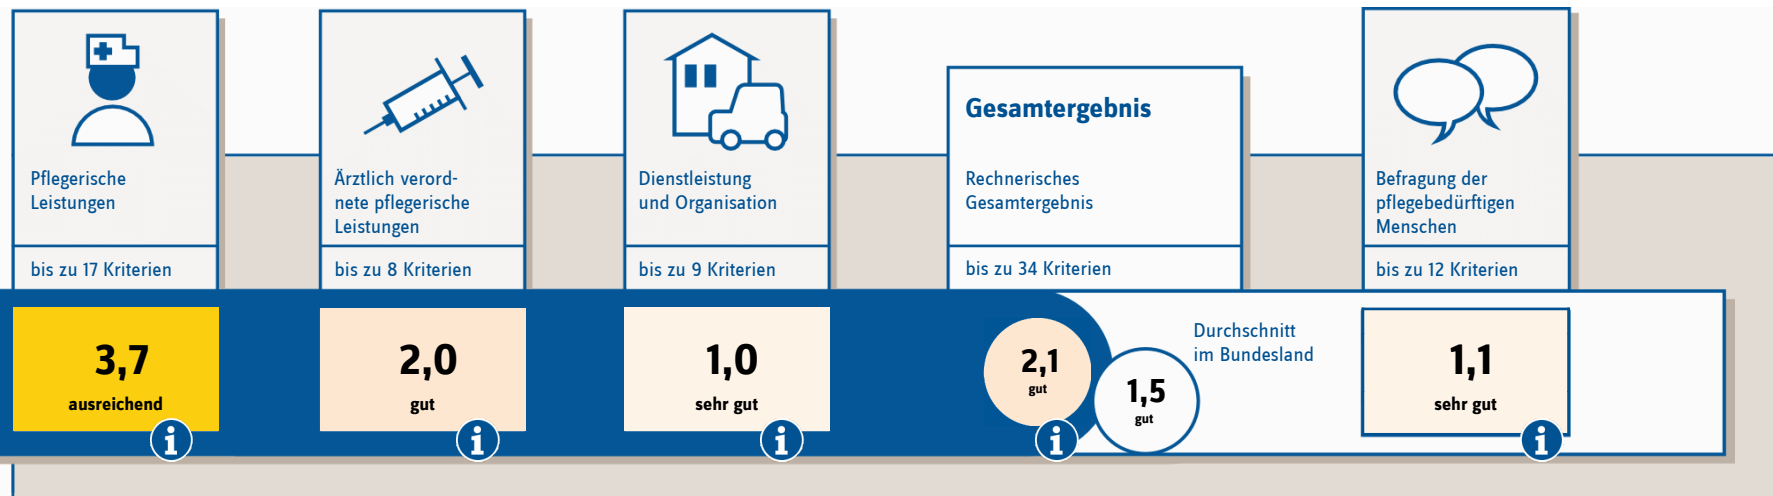 Pflegerische
Leistungen
bis zu 17 Kriterien
3,7
ausreichend
i
Ärztlich verord-
nete pflegerische
Leistungen
bis zu 8 Kriterien
2,0
gut
i
Dienstleistung
und Organisation
bis zu 9 Kriterien
1,0
sehr gut
i
Gesamtergebnis
Rechnerisches
Gesamtergebnis
bis zu 34 Kriterien
2,1
gut
i
1,5
gut
Durchschnitt
im Bundesland
Befragung der
pflegebedürftigen
Menschen
bis zu 12 Kriterien
1,1
sehr gut
i